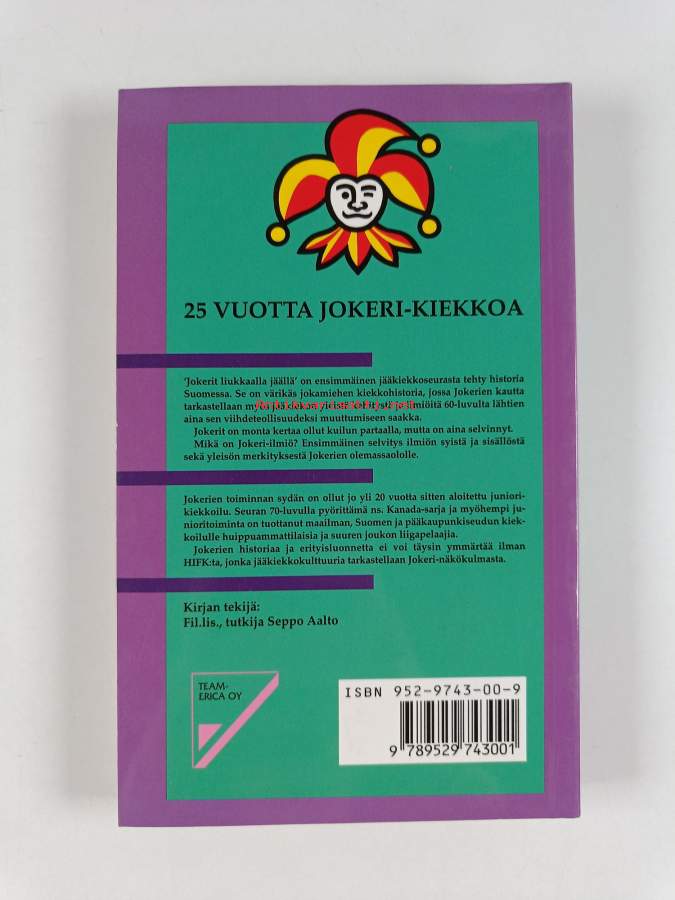 25 VUOTTA JOKERI-KIEKKOA
'Jokerit liukkaalla jäällä' on ensimmäinen jääkiekkoseurasta tehty historia
Suomessa. Se on värikäs jokamiehen kiekkohistoria, jossa Jokerien kautta
tarkastellaan myös jääkiekon 60-luvulta lähtien
aina sen viihdeteollisuudeksi muuttumiseen saakka.
Jokerit on monta kertaa ollut kuilun partaalla, mutta on aina selvinnyt.
Mikä on Jokeri-ilmiö? Ensimmäinen selvitys ilmiön syistä ja sisällöstä
sekä yleisön merkityksestä Jokerien olemassaololle.
Jokerien toiminnan sydän on ollut jo yli 20 vuotta sitten aloitettu juniori-
kiekkoilu. Seuran 70-luvulla pyörittämä ns. Kanada-sarja ja myöhempi ju-
nioritoiminta on tuottanut maailman, Suomen ja pääkaupunkiseudun kiek-
koilulle huippuammattilaisia ja suuren joukon liigapelaajia.
Jokerien historiaa ja erityisluonnetta ei voi täysin ymmärtää ilman
HIFK:ta, jonka jääkiekkokulttuuria tarkastellaan Jokeri-näkökulmasta.
Kirjan tekijä:
Fil.lis., tutkija Seppo Aalto
TEAM-
ERICA OY
ISBN 952-9743-00-9
9 789529 743001